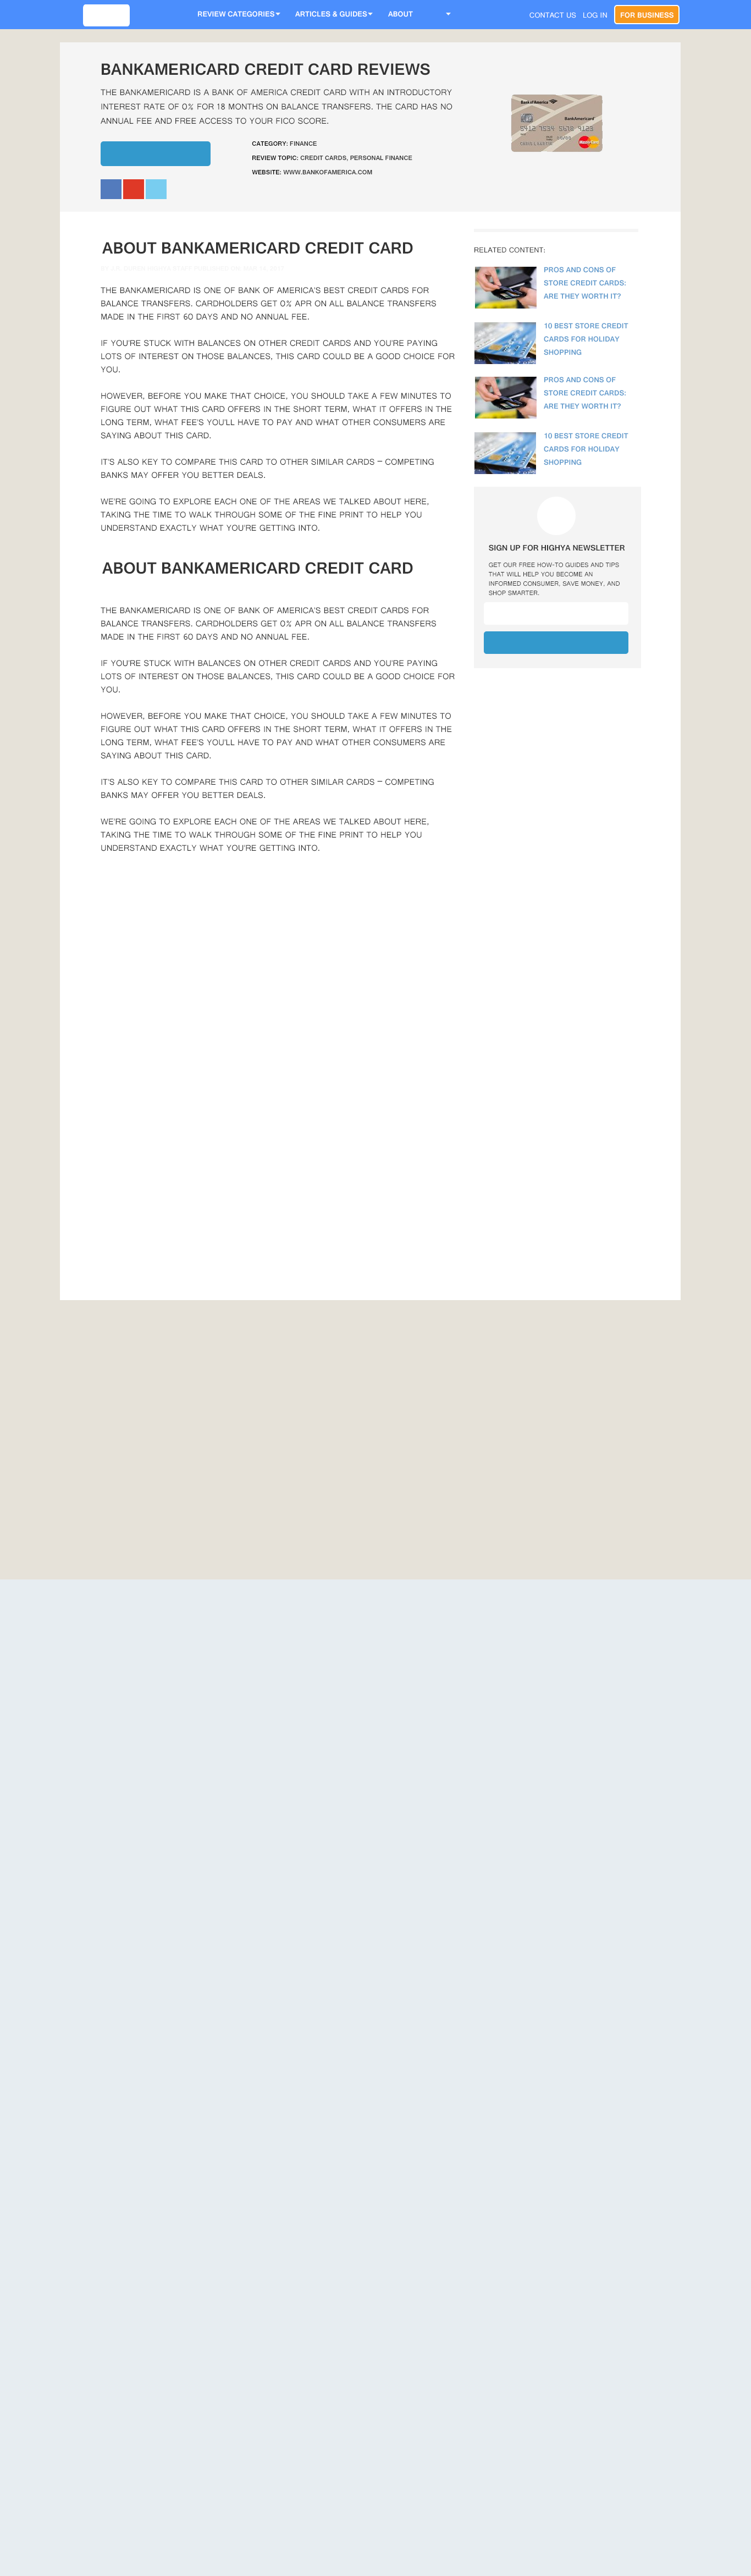 REVIEW CATEGORIES
ARTICLES & GUIDES
ABOUT
CONTACT US
LOG IN
FOR BUSINESS
BANKAMERICARD CREDIT CARD REVIEWS
THE BANKAMERICARD IS A BANK OF AMERICA CREDIT CARD WITH AN INTRODUCTORY
INTEREST RATE OF 0% FOR 18 MONTHS ON BALANCE TRANSFERS. THE CARD HAS NO
ANNUAL FEE AND FREE ACCESS TO YOUR FICO SCORE.
CATEGORY: FINANCE
REVIEW TOPIC: CREDIT CARDS, PERSONAL FINANCE
WEBSITE: WWW.BANKOFAMERICA.COM
Bank of America
BankAmericard
MasterCard
ABOUT BANKAMERICARD CREDIT CARD
THE BANKAMERICARD IS ONE OF BANK OF AMERICA'S BEST CREDIT CARDS FOR
BALANCE TRANSFERS. CARDHOLDERS GET 0% APR ON ALL BALANCE TRANSFERS
MADE IN THE FIRST 60 DAYS AND NO ANNUAL FEE.
IF YOU'RE STUCK WITH BALANCES ON OTHER CREDIT CARDS AND YOU'RE PAYING
LOTS OF INTEREST ON THOSE BALANCES, THIS CARD COULD BE A GOOD CHOICE FOR
YOU.
HOWEVER, BEFORE YOU MAKE THAT CHOICE, YOU SHOULD TAKE A FEW MINUTES TO
FIGURE OUT WHAT THIS CARD OFFERS IN THE SHORT TERM, WHAT IT OFFERS IN THE
LONG TERM, WHAT FEE'S YOU'LL HAVE TO PAY AND WHAT OTHER CONSUMERS ARE
SAYING ABOUT THIS CARD.
IT'S ALSO KEY TO COMPARE THIS CARD TO OTHER SIMILAR CARDS – COMPETING
BANKS MAY OFFER YOU BETTER DEALS.
WE'RE GOING TO EXPLORE EACH ONE OF THE AREAS WE TALKED ABOUT HERE,
TAKING THE TIME TO WALK THROUGH SOME OF THE FINE PRINT TO HELP YOU
UNDERSTAND EXACTLY WHAT YOU'RE GETTING INTO.
ABOUT BANKAMERICARD CREDIT CARD
THE BANKAMERICARD IS ONE OF BANK OF AMERICA'S BEST CREDIT CARDS FOR
BALANCE TRANSFERS. CARDHOLDERS GET 0% APR ON ALL BALANCE TRANSFERS
MADE IN THE FIRST 60 DAYS AND NO ANNUAL FEE.
IF YOU'RE STUCK WITH BALANCES ON OTHER CREDIT CARDS AND YOU'RE PAYING
LOTS OF INTEREST ON THOSE BALANCES, THIS CARD COULD BE A GOOD CHOICE FOR
YOU.
HOWEVER, BEFORE YOU MAKE THAT CHOICE, YOU SHOULD TAKE A FEW MINUTES TO
FIGURE OUT WHAT THIS CARD OFFERS IN THE SHORT TERM, WHAT IT OFFERS IN THE
LONG TERM, WHAT FEE'S YOU'LL HAVE TO PAY AND WHAT OTHER CONSUMERS ARE
SAYING ABOUT THIS CARD.
IT'S ALSO KEY TO COMPARE THIS CARD TO OTHER SIMILAR CARDS – COMPETING
BANKS MAY OFFER YOU BETTER DEALS.
WE'RE GOING TO EXPLORE EACH ONE OF THE AREAS WE TALKED ABOUT HERE,
TAKING THE TIME TO WALK THROUGH SOME OF THE FINE PRINT TO HELP YOU
UNDERSTAND EXACTLY WHAT YOU'RE GETTING INTO.
RELATED CONTENT:
PROS AND CONS OF
STORE CREDIT CARDS:
ARE THEY WORTH IT?
10 BEST STORE CREDIT
CARDS FOR HOLIDAY
SHOPPING
PROS AND CONS OF
STORE CREDIT CARDS:
ARE THEY WORTH IT?
10 BEST STORE CREDIT
CARDS FOR HOLIDAY
SHOPPING
SIGN UP FOR HIGHYA NEWSLETTER
GET OUR FREE HOW-TO GUIDES AND TIPS
THAT WILL HELP YOU BECOME AN
INFORMED CONSUMER, SAVE MONEY, AND
SHOP SMARTER.